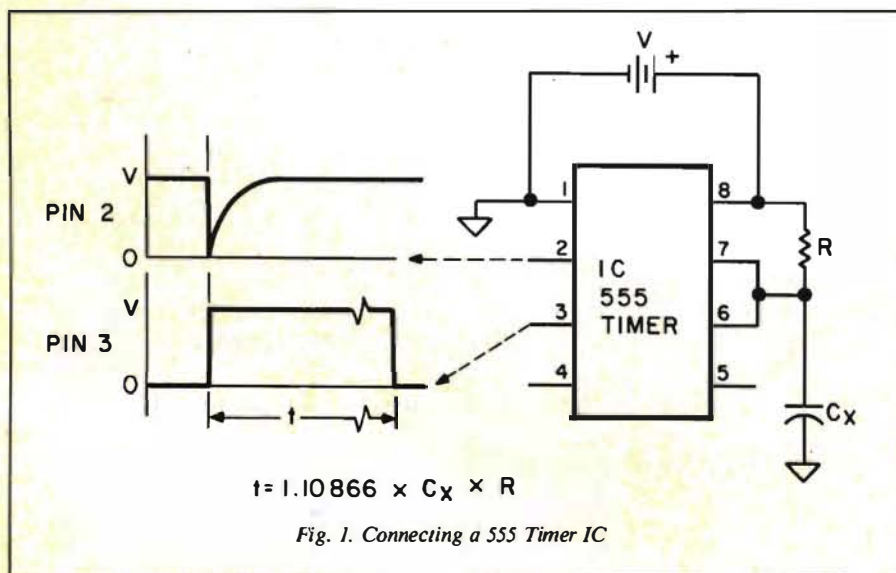 V
+
V
PIN 2
0
V
PIN 3
0
t
1
2
3
4
IC
555
TIMER
8
7
6
5
R
CX
t = 1.10866 × CX × R
Fig. 1. Connecting a 555 Timer IC